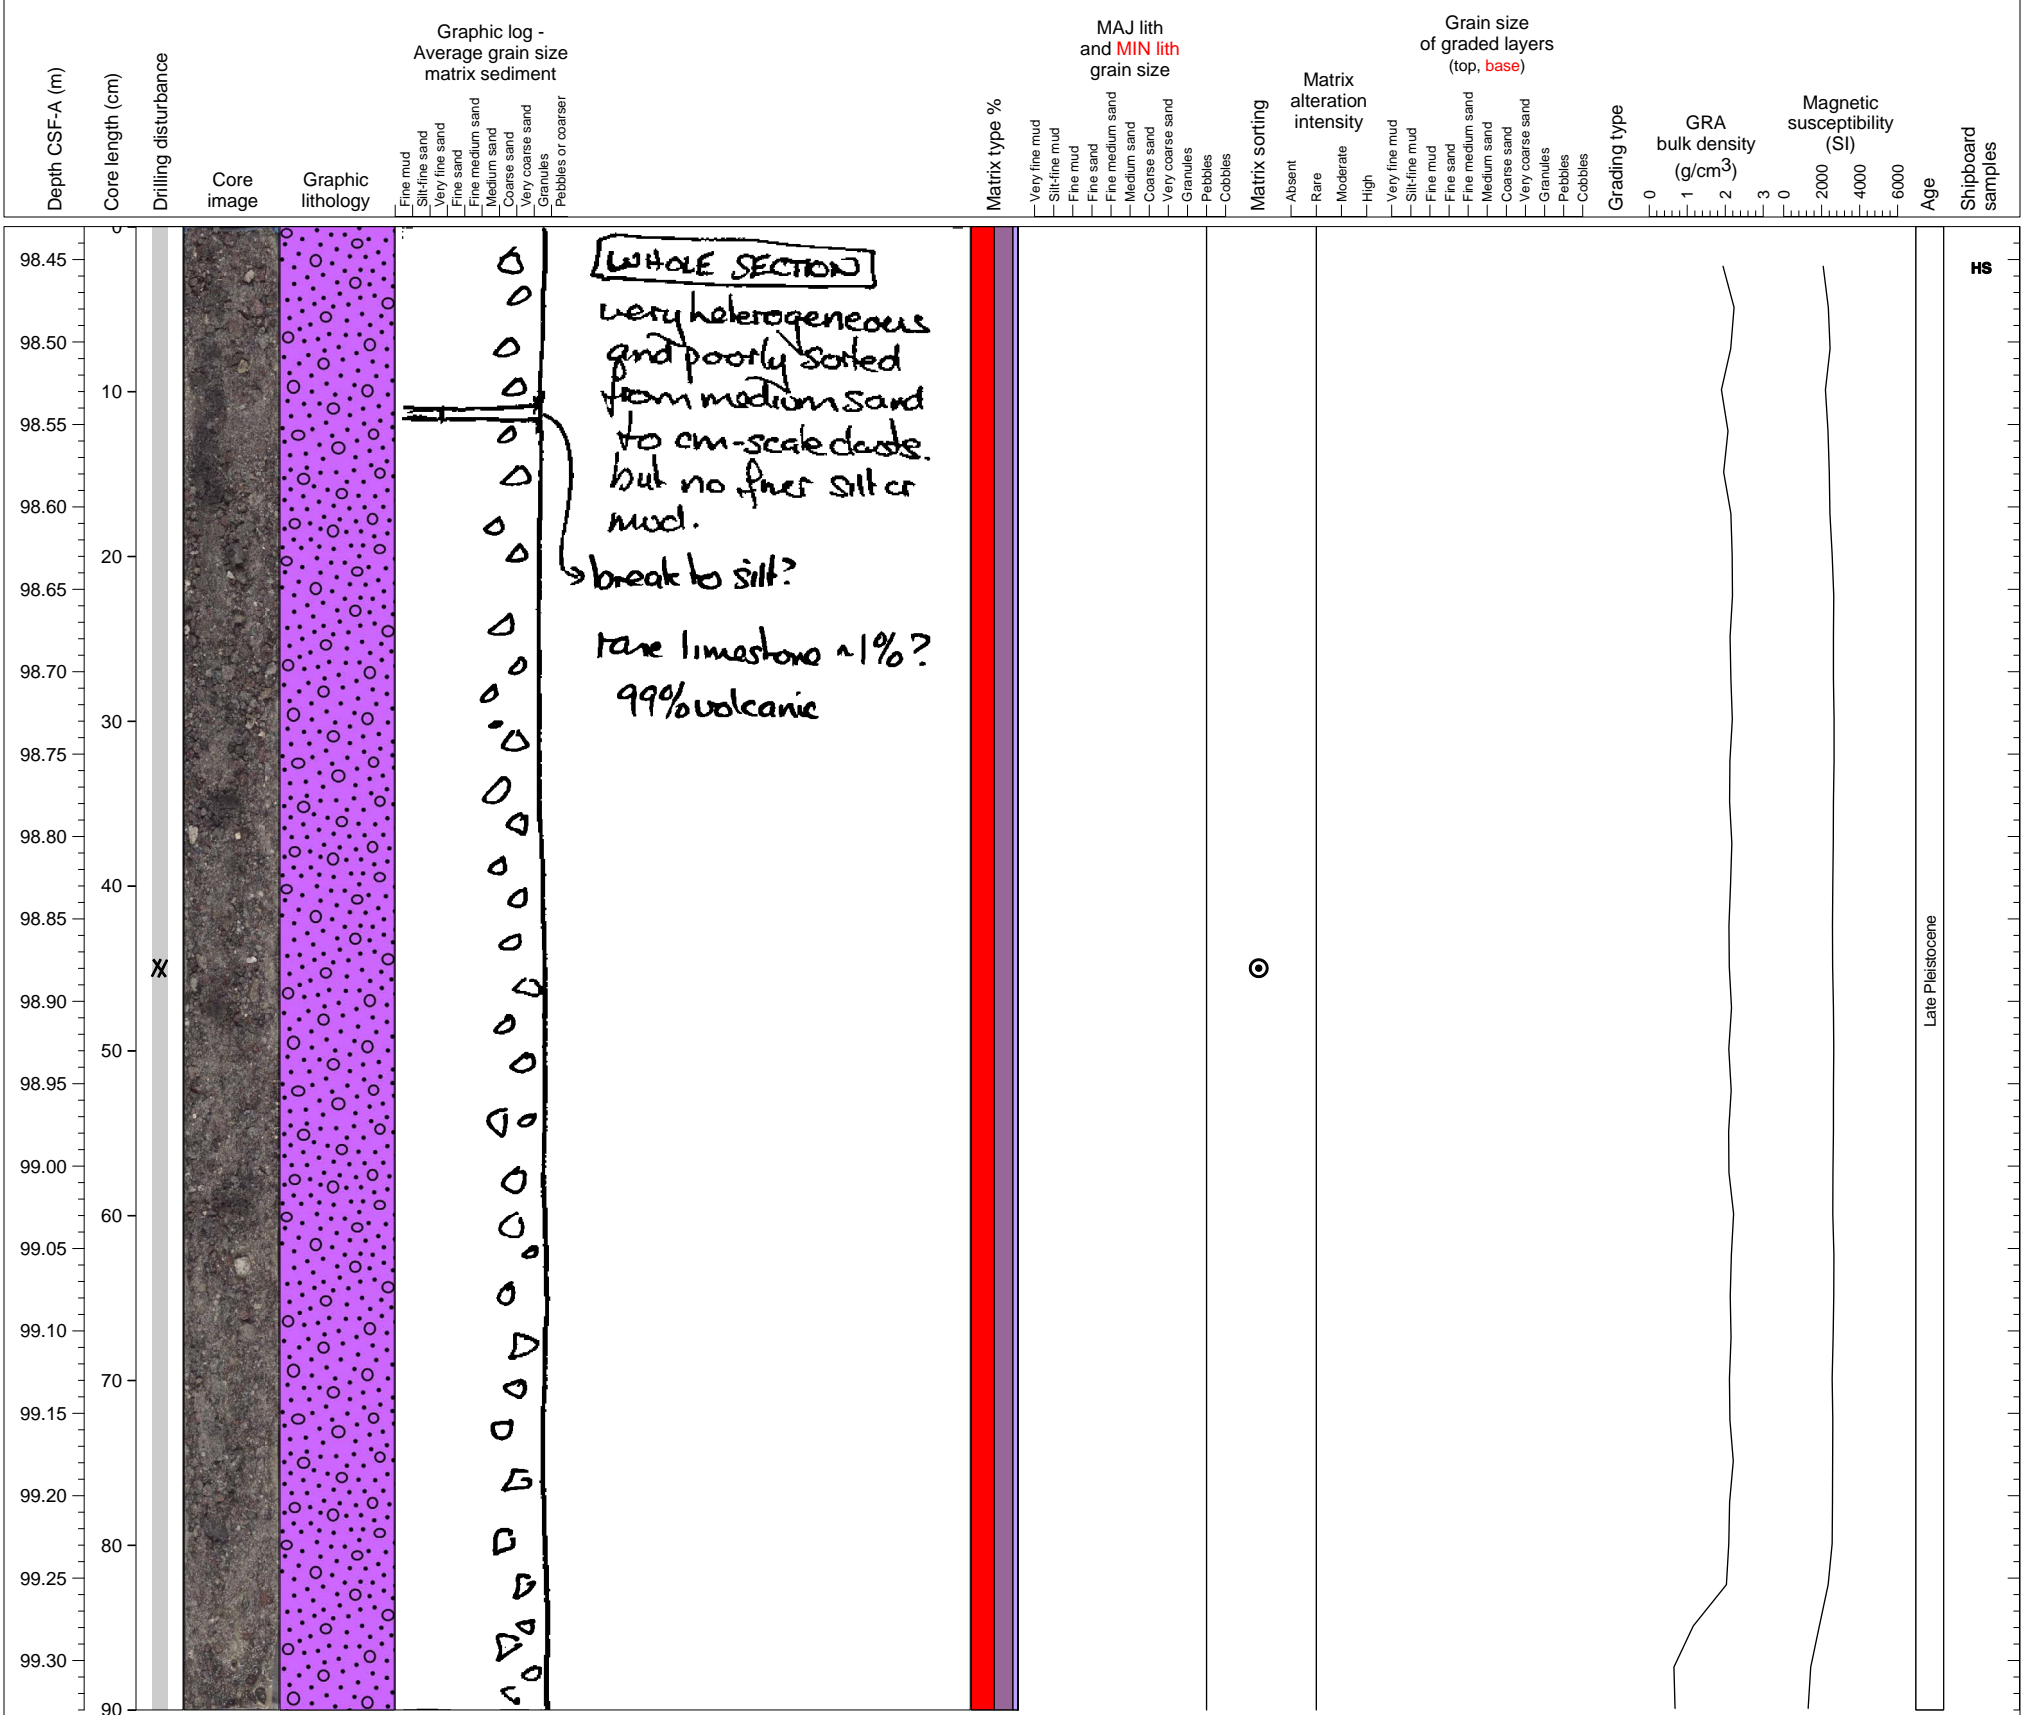 Graphic log -
Average grain size
matrix sediment
MAJ lith
and MIN lith
grain size
Grain size
of graded layers
(top, base)
Matrix
alteration
intensity
GRA
bulk density
(g/cm3)
Magnetic
susceptibility
(SI)
Depth CSF-A (m)
Core length (cm)
Drilling disturbance
Core
image
Graphic
lithology
Fine mud
Silt-fine sand
Very fine sand
Fine sand
Fine medium sand
Medium sand
Coarse sand
Very coarse sand
Granules
Pebbles or coarser
Matrix type %
Very fine mud
Silt-fine mud
Fine mud
Fine sand
Fine medium sand
Medium sand
Coarse sand
Very coarse sand
Granules
Pebbles
Cobbles
Matrix sorting
Absent
Rare
Moderate
High
Very fine mud
Silt-fine mud
Fine mud
Fine sand
Fine medium sand
Medium sand
Coarse sand
Very coarse sand
Granules
Pebbles
Cobbles
Grading type
0 1 2 3
0 2000 4000 6000
Age
Shipboard
samples
98.45
98.50
98.55
98.60
98.65
98.70
98.75
98.80
98.85
98.90
98.95
99.00
99.05
99.10
99.15
99.20
99.25
99.30
0
10
20
30
40
50
60
70
80
90
WHOLE SECTION
very heterogeneous
and poorly sorted
from medium sand
to cm-scale clasts.
but no finer silt or
mud.
break to silt?
rare limestone ~1%?
99% volcanic
Late Pleistocene
HS